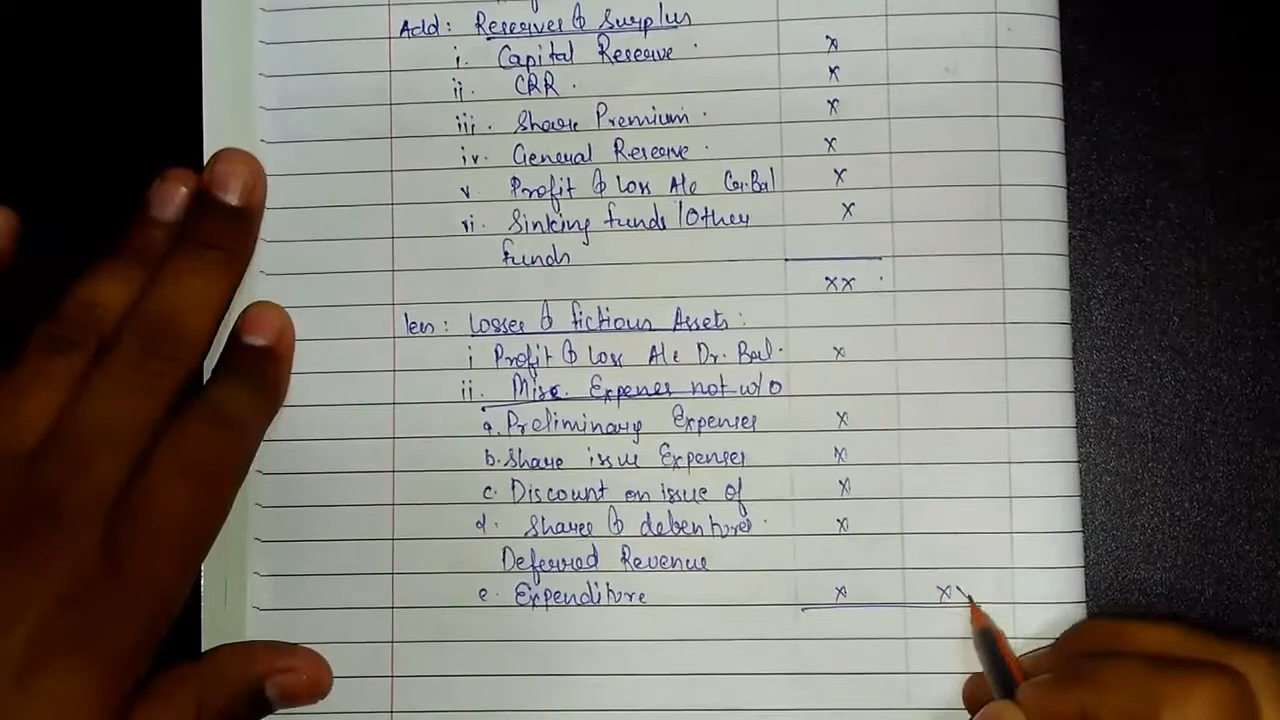 Add: Reserves & Surplus
i. Capital Reserve. x
ii. CRR. x
iii. Share Premium. x
iv. General Reserve. x
v. Profit & Loss A/c Cr.Bal x
vi. Sinking funds/Other x
funds
xx.
less: Losses & fictious Assets:
i Profit & Loss A/c Dr. Bal. x
ii. Misc. Expenes not w/o
a. Preliminary Expenses x
b. Share issue Expenses x
c. Discount on issue of x
d. Shares & debentures. x
Deferred Revenue
e. Expenditure x xx